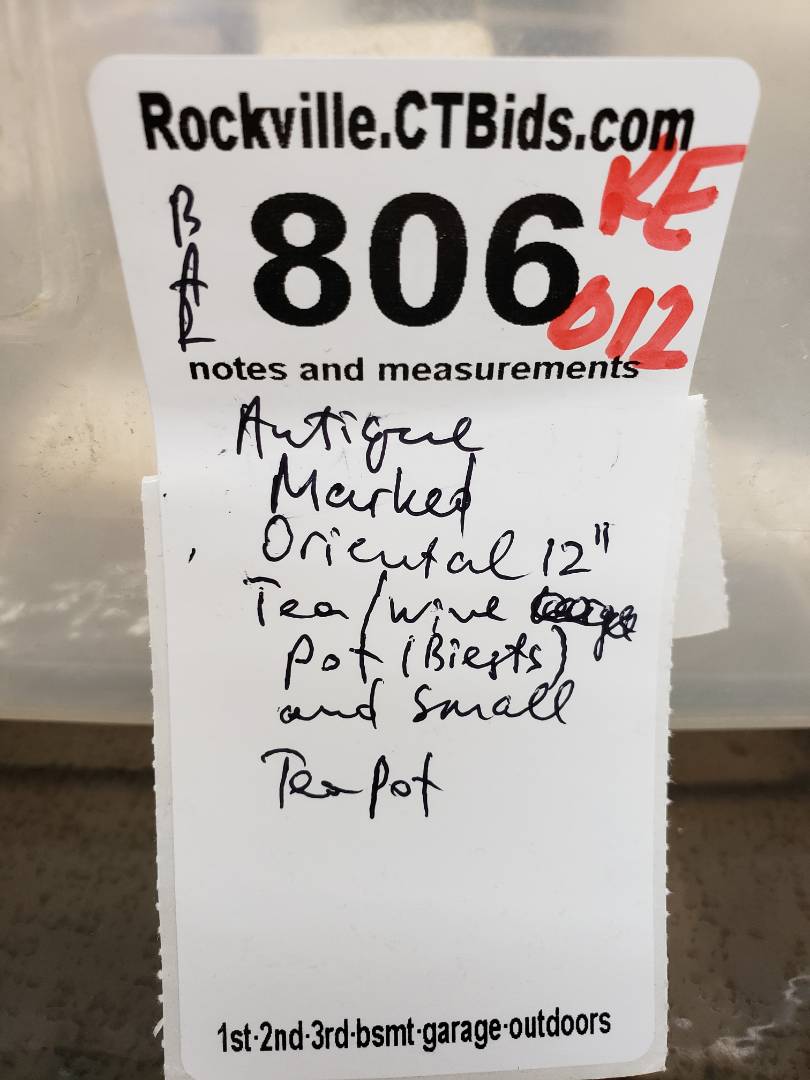 Rockville.CTBids.com
BAR
806
KE
012
notes and measurements
Antique
Marked
Oriental 12"
Tea/wine
Pot (Biests)
and small
Tea Pot
1st·2nd·3rd·bsmt·garage·outdoors